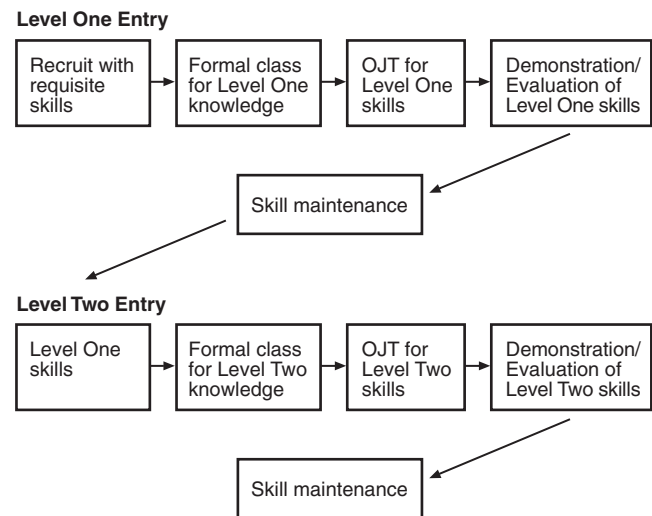 Level One Entry
Recruit with
requisite
skills
Formal class
for Level One
knowledge
OJT for
Level One
skills
Demonstration/
Evaluation of
Level One skills
Skill maintenance
Level Two Entry
Level One
skills
Formal class
for Level Two
knowledge
OJT for
Level Two
skills
Demonstration/
Evaluation of
Level Two skills
Skill maintenance